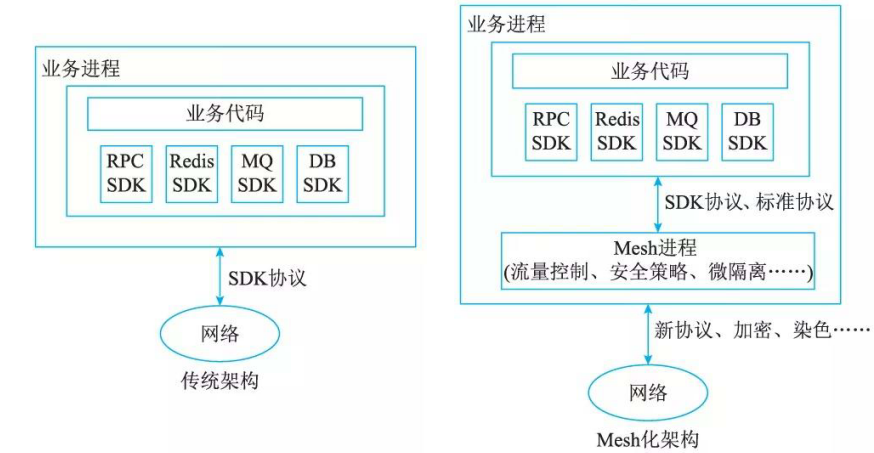 业务进程
业务代码
RPC
SDK
Redis
SDK
MQ
SDK
DB
SDK
SDK协议
网络
传统架构
业务进程
业务代码
RPC
SDK
Redis
SDK
MQ
SDK
DB
SDK
SDK协议、标准协议
Mesh进程
(流量控制、安全策略、微隔离……)
新协议、加密、染色……
网络
Mesh化架构